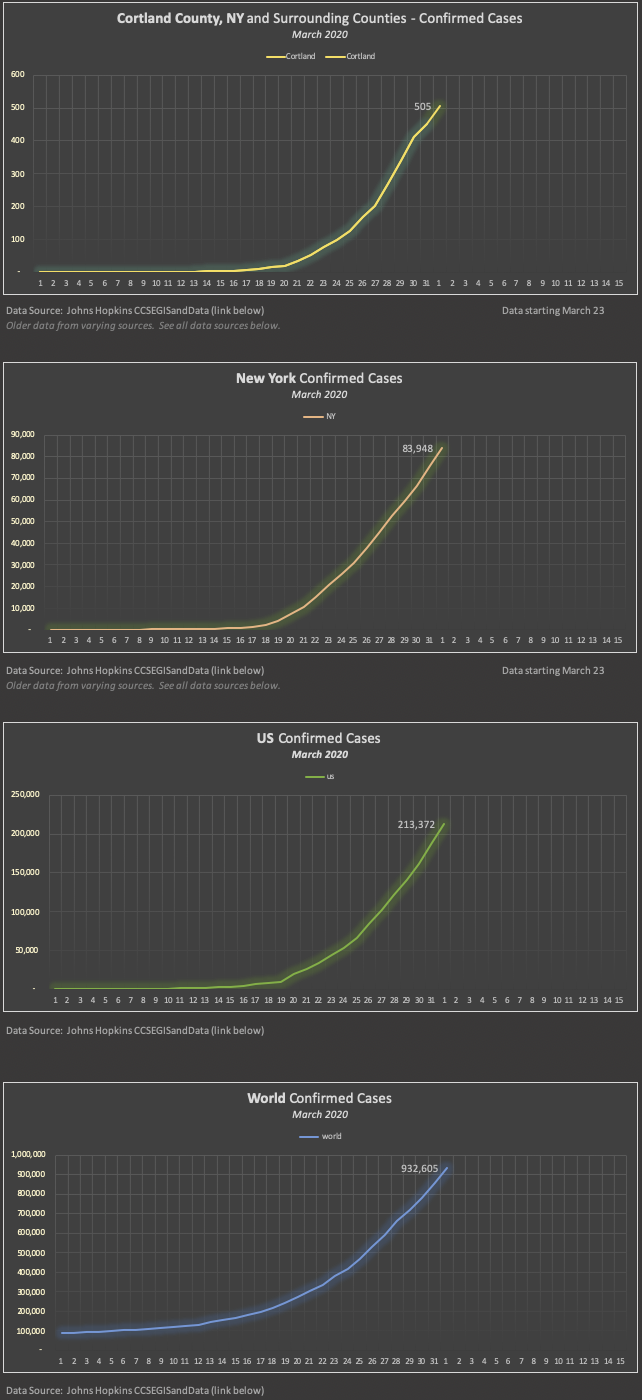 Cortland County, NY and Surrounding Counties - Confirmed Cases
March 2020
Cortland Cortland
600
500
400
300
200
100
-
505
1 2 3 4 5 6 7 8 9 10 11 12 13 14 15 16 17 18 19 20 21 22 23 24 25 26 27 28 29 30 31 1 2 3 4 5 6 7 8 9 10 11 12 13 14 15
Data Source: Johns Hopkins CCSEGISandData (link below) Data starting March 23
Older data from varying sources. See all data sources below.
New York Confirmed Cases
March 2020
NY
90,000
80,000
70,000
60,000
50,000
40,000
30,000
20,000
10,000
-
83,948
1 2 3 4 5 6 7 8 9 10 11 12 13 14 15 16 17 18 19 20 21 22 23 24 25 26 27 28 29 30 31 1 2 3 4 5 6 7 8 9 10 11 12 13 14 15
Data Source: Johns Hopkins CCSEGISandData (link below) Data starting March 23
Older data from varying sources. See all data sources below.
US Confirmed Cases
March 2020
us
250,000
200,000
150,000
100,000
50,000
-
213,372
1 2 3 4 5 6 7 8 9 10 11 12 13 14 15 16 17 18 19 20 21 22 23 24 25 26 27 28 29 30 31 1 2 3 4 5 6 7 8 9 10 11 12 13 14 15
Data Source: Johns Hopkins CCSEGISandData (link below)
World Confirmed Cases
March 2020
world
1,000,000
900,000
800,000
700,000
600,000
500,000
400,000
300,000
200,000
100,000
-
932,605
1 2 3 4 5 6 7 8 9 10 11 12 13 14 15 16 17 18 19 20 21 22 23 24 25 26 27 28 29 30 31 1 2 3 4 5 6 7 8 9 10 11 12 13 14 15
Data Source: Johns Hopkins CCSEGISandData (link below)